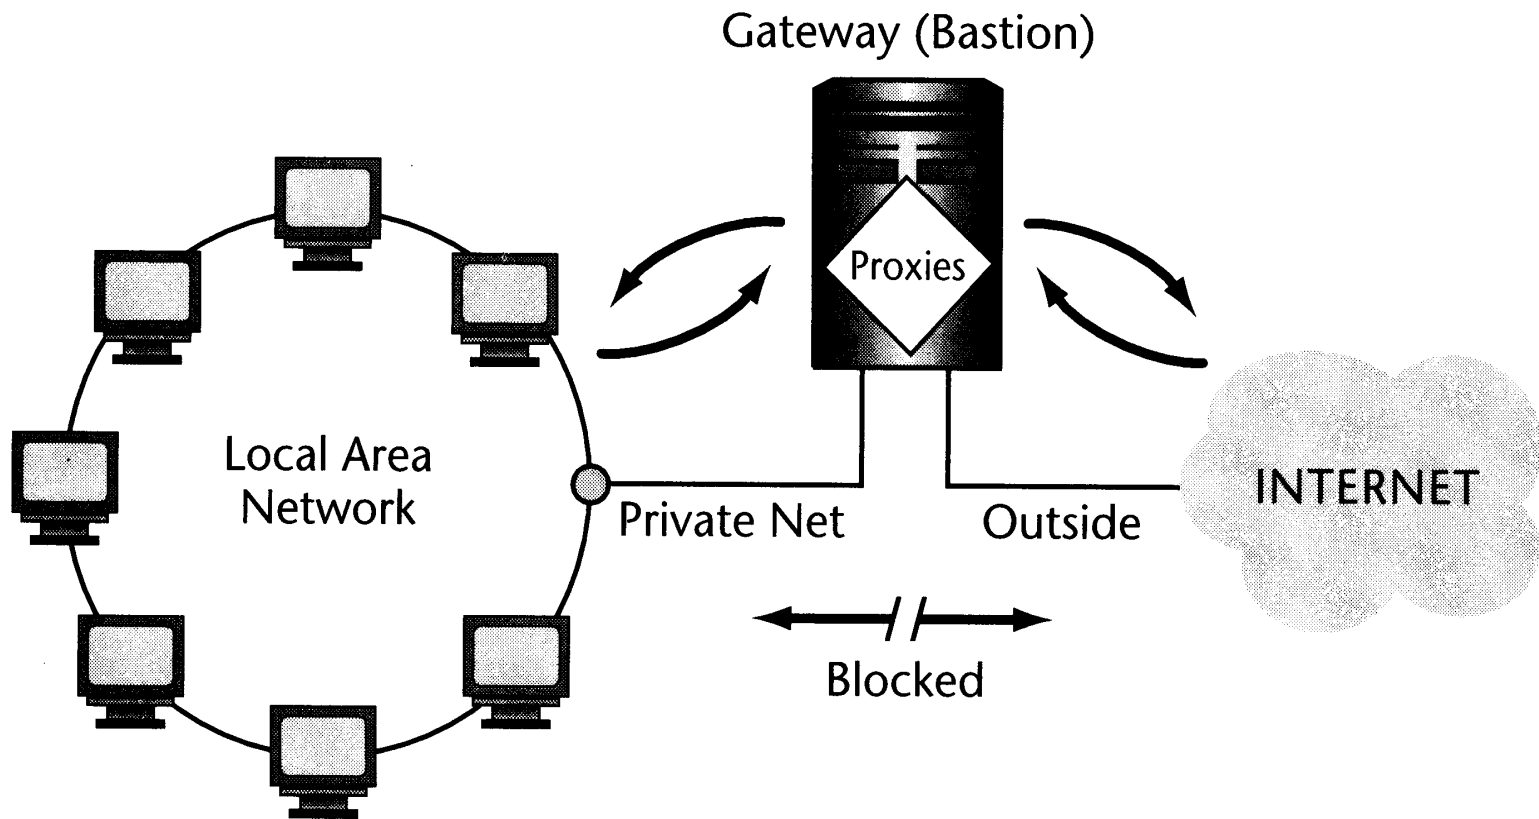 Gateway (Bastion)
Proxies
Local Area
Network
Private Net
Outside
INTERNET
Blocked